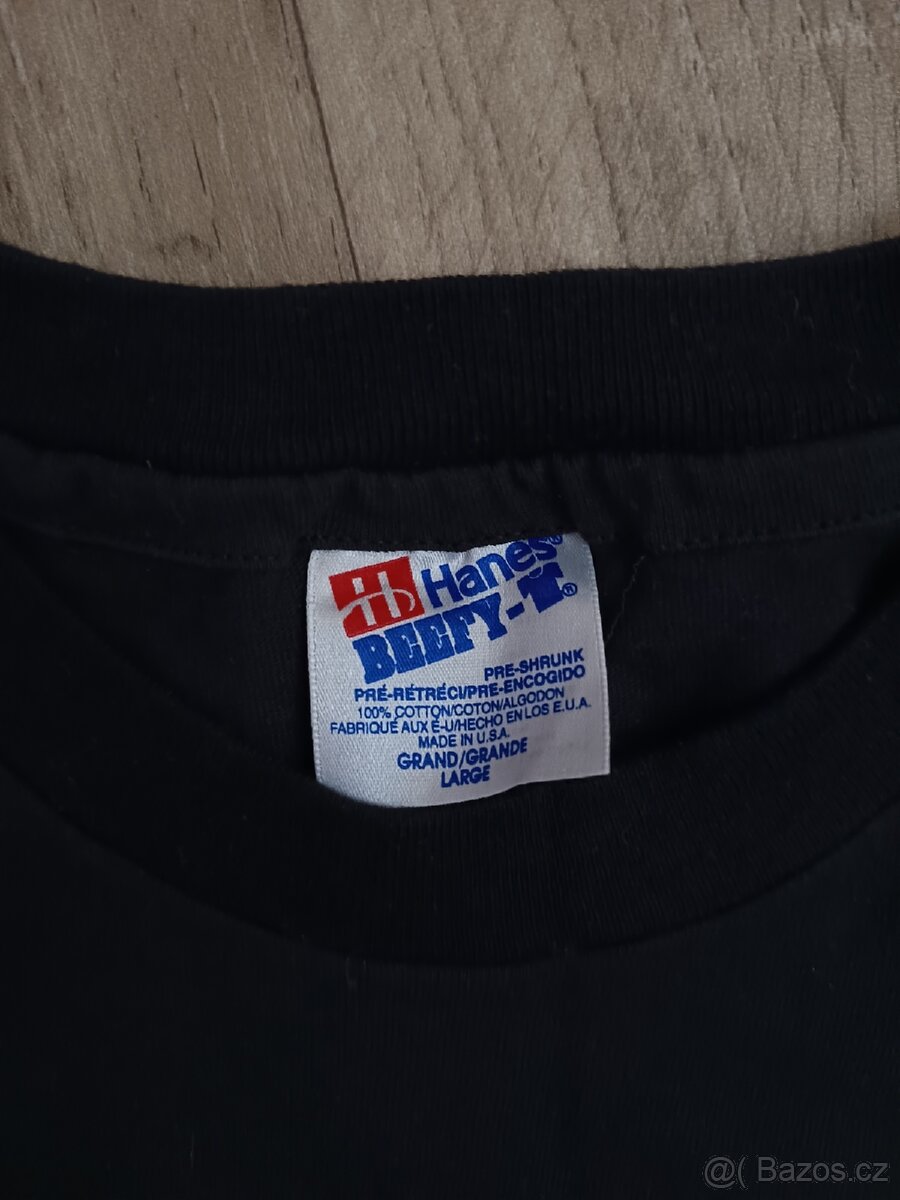 Hanes®
BEEFY-T®
PRE-SHRUNK
PRÉ-RÉTRÉCI/PRE-ENCOGIDO
100% COTTON/COTON/ALGODON
FABRIQUÉ AUX É-U/HECHO EN LOS E.U.A.
MADE IN U.S.A.
GRAND/GRANDE
LARGE
@( Bazos.cz